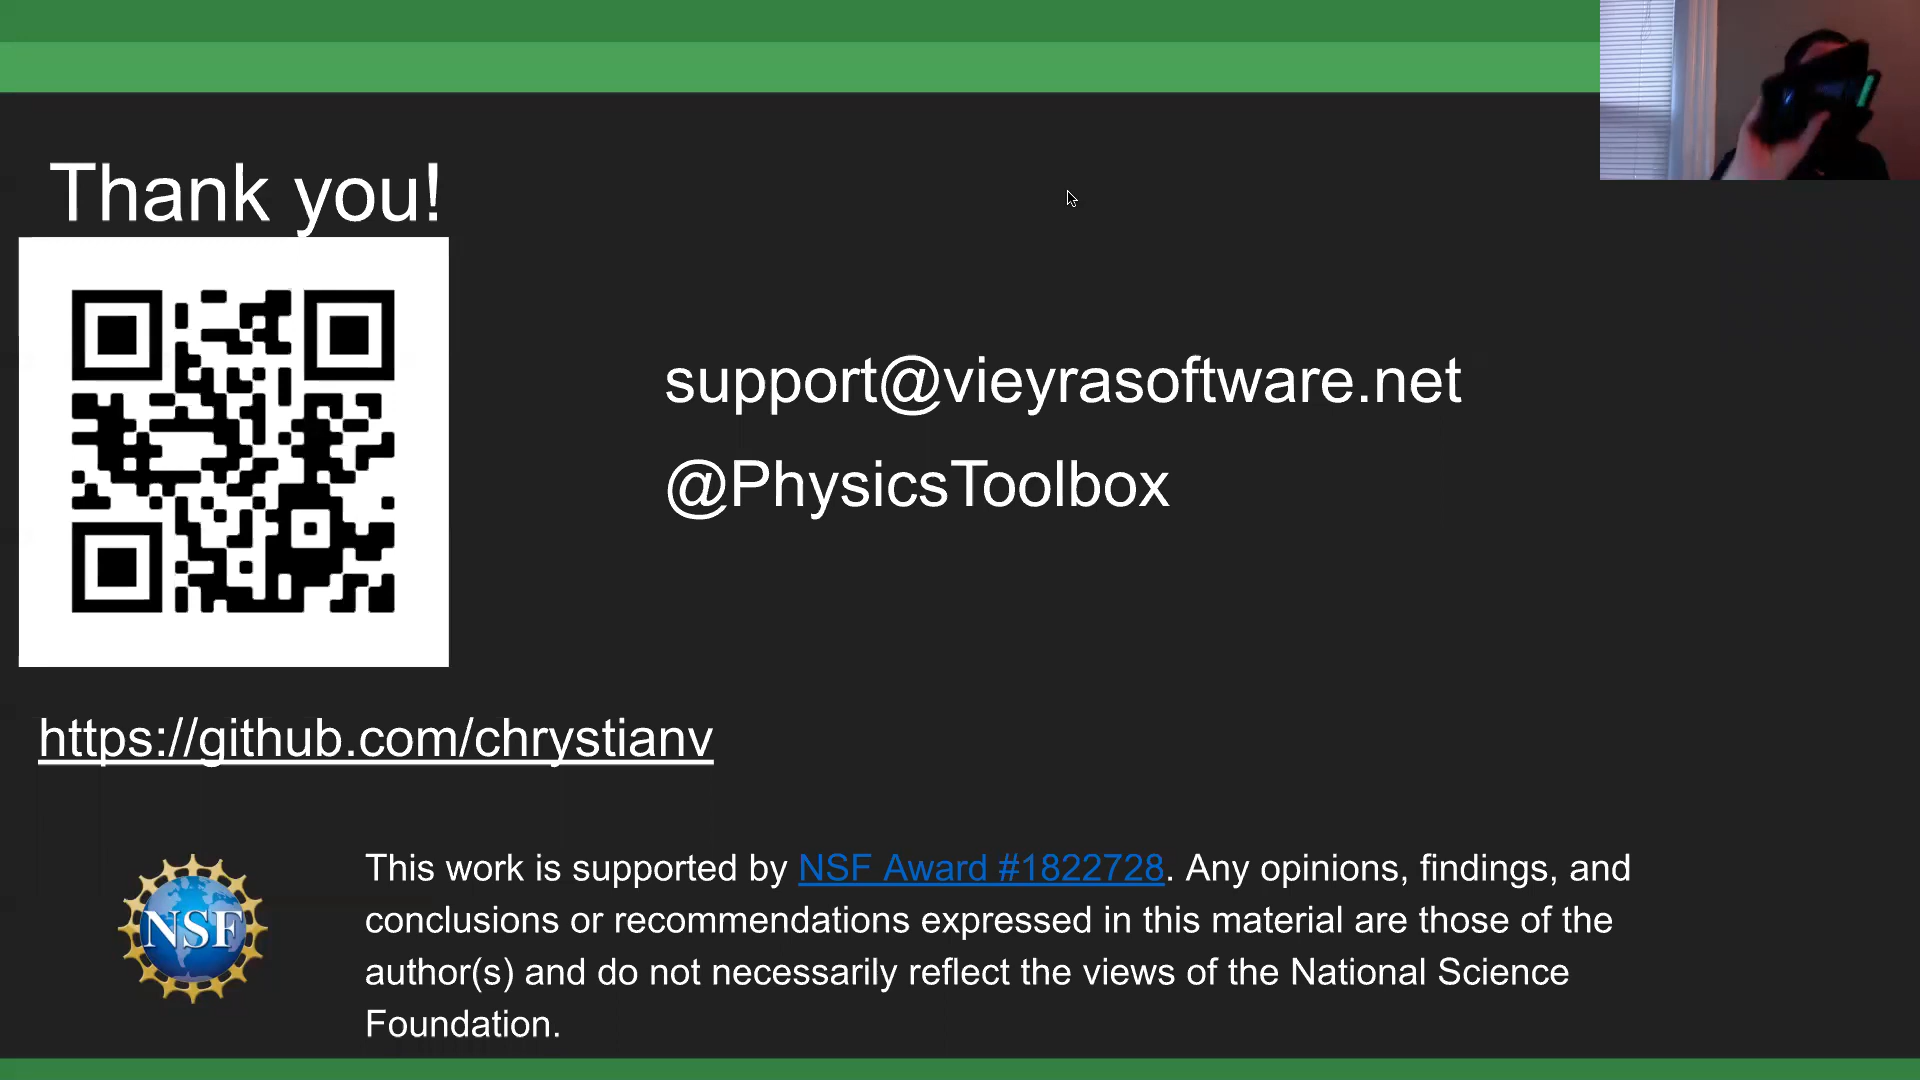 Thank you!
support@vieyrasoftware.net
@PhysicsToolbox
https://github.com/chrystianv
NSF
This work is supported by NSF Award #1822728. Any opinions, findings, and
conclusions or recommendations expressed in this material are those of the
author(s) and do not necessarily reflect the views of the National Science
Foundation.